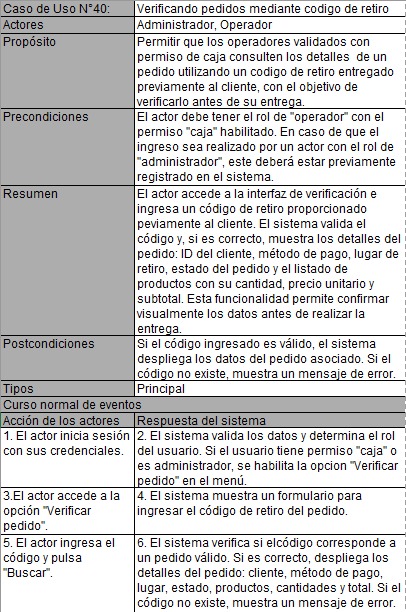 Caso de Uso N°40: Verificando pedidos mediante codigo de retiro
Actores Administrador, Operador
Propósito Permitir que los operadores validados con
permiso de caja consulten los detalles de un
pedido utilizando un codigo de retiro entregado
previamente al cliente, con el objetivo de
verificarlo antes de su entrega.
Precondiciones El actor debe tener el rol de "operador" con el
permiso "caja" habilitado. En caso de que el
ingreso sea realizado por un actor con el rol de
"administrador", este deberá estar previamente
registrado en el sistema.
Resumen El actor accede a la interfaz de verificación e
ingresa un código de retiro proporcionado
peviamente al cliente. El sistema valida el
código y, si es correcto, muestra los detalles del
pedido: ID del cliente, método de pago, lugar de
retiro, estado del pedido y el listado de
productos con su cantidad, precio unitario y
subtotal. Esta funcionalidad permite confirmar
visualmente los datos antes de realizar la
entrega.
Postcondiciones Si el código ingresado es válido, el sistema
despliega los datos del pedido asociado. Si el
código no existe, muestra un mensaje de error.
Tipos Principal
Curso normal de eventos
Acción de los actores Respuesta del sistema
1. El actor inicia sesión
con sus credenciales.
2. El sistema valida los datos y determina el rol
del usuario. Si el usuario tiene permiso "caja" o
es administrador, se habilita la opcion "Verificar
pedido" en el menú.
3.El actor accede a la
opción "Verificar
pedido".
4. El sistema muestra un formulario para
ingresar el código de retiro del pedido.
5. El actor ingresa el
código y pulsa
"Buscar".
6. El sistema verifica si elcódigo corresponde a
un pedido válido. Si es correcto, despliega los
detalles del pedido: cliente, método de pago,
lugar, estado, productos, cantidades y total. Si el
código no existe, muestra un mensaje de error.